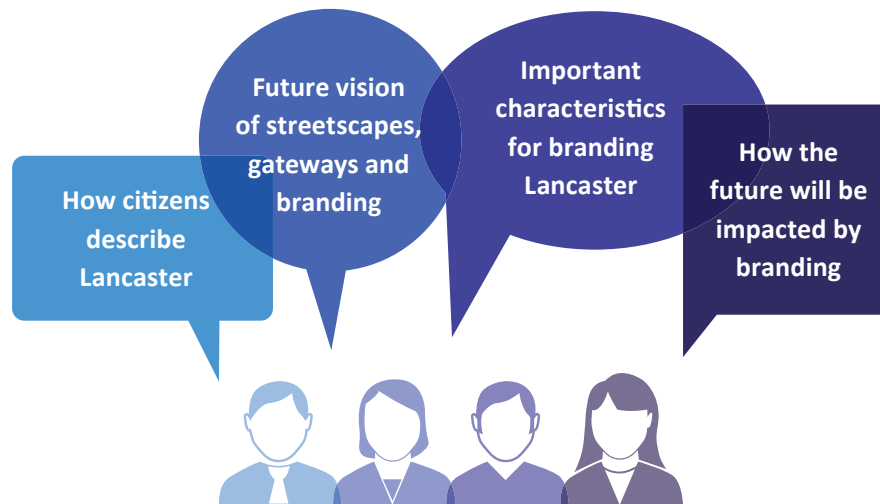 How citizens
describe
Lancaster
Future vision
of streetscapes,
gateways and
branding
Important
characteristics
for branding
Lancaster
How the
future will be
impacted by
branding